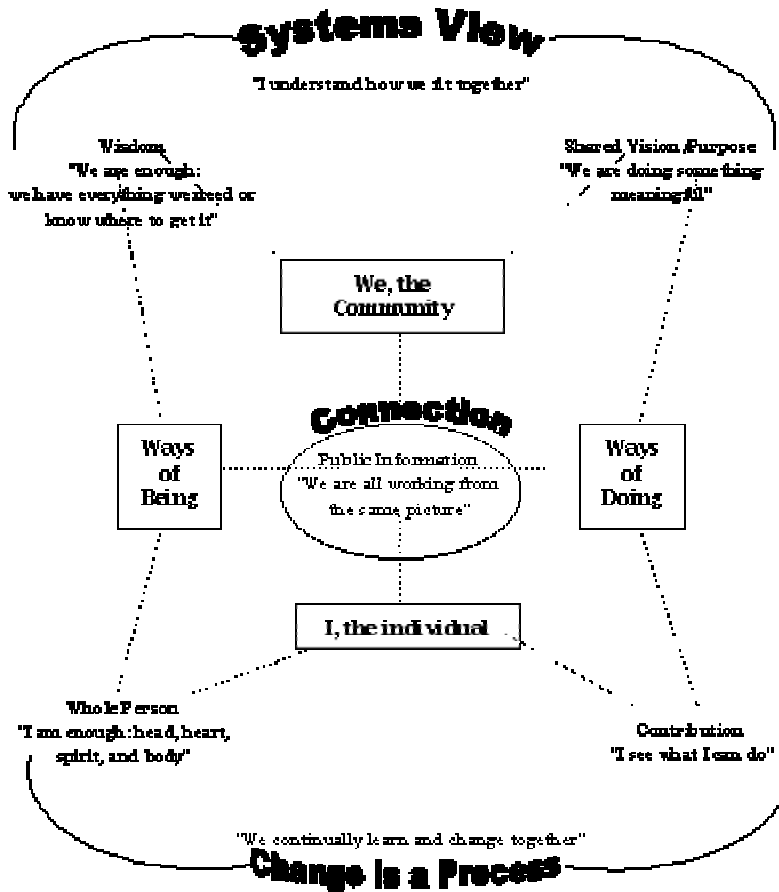 Systems View
"I understand how we fit together"
Wisdom
"We are enough:
we have everything we need or
know where to get it"
Shared Vision/Purpose
"We are doing something
meaningful"
We, the
Community
Connection
Ways
of
Being
Public Information
"We are all working from
the same picture"
Ways
of
Doing
I, the individual
Whole Person
"I am enough: head, heart,
spirit, and body"
Contribution
"I see what I can do"
"We continually learn and change together"
Change is a Process